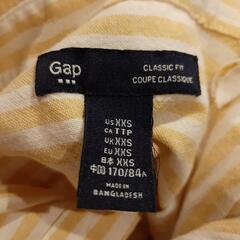 Gap
CLASSIC FIT
COUPE CLASSIQUE
US XXS
CA TTP
UK XXS
EU XXS
日本 XXS
中国 170/84A
MADE IN
BANGLADESH